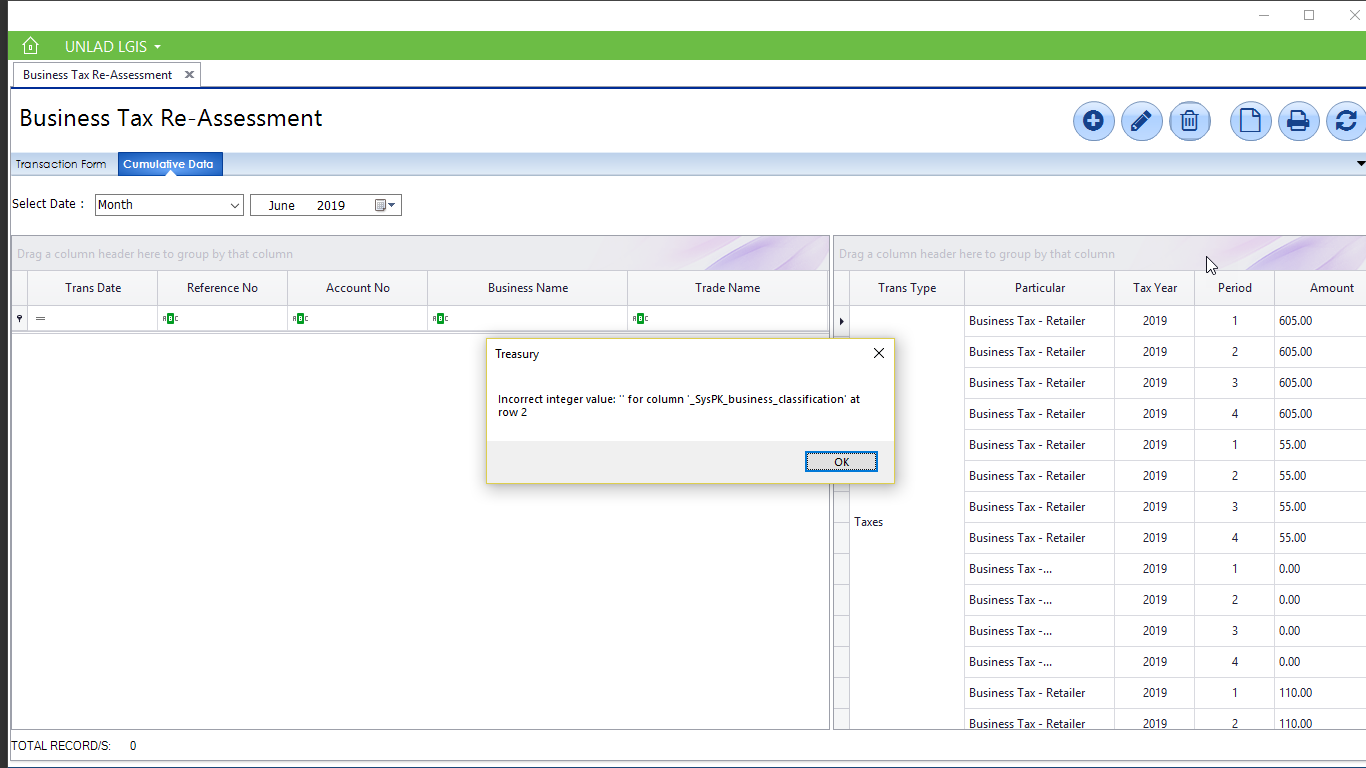 UNLAD LGIS
Business Tax Re-Assessment
Business Tax Re-Assessment
Transaction Form Cumulative Data
Select Date : Month June 2019
Drag a column header here to group by that column
Trans Date Reference No Account No Business Name Trade Name
= ABC ABC ABC ABC
TOTAL RECORD/S: 0
Drag a column header here to group by that column
Trans Type Particular Tax Year Period Amount
Business Tax - Retailer 2019 1 605.00
Business Tax - Retailer 2019 2 605.00
Business Tax - Retailer 2019 3 605.00
Business Tax - Retailer 2019 4 605.00
Business Tax - Retailer 2019 1 55.00
Business Tax - Retailer 2019 2 55.00
Taxes Business Tax - Retailer 2019 3 55.00
Business Tax - Retailer 2019 4 55.00
Business Tax -... 2019 1 0.00
Business Tax -... 2019 2 0.00
Business Tax -... 2019 3 0.00
Business Tax -... 2019 4 0.00
Business Tax - Retailer 2019 1 110.00
Business Tax - Retailer 2019 2 110.00
Treasury
Incorrect integer value: '' for column '_SysPK_business_classification' at
row 2
OK